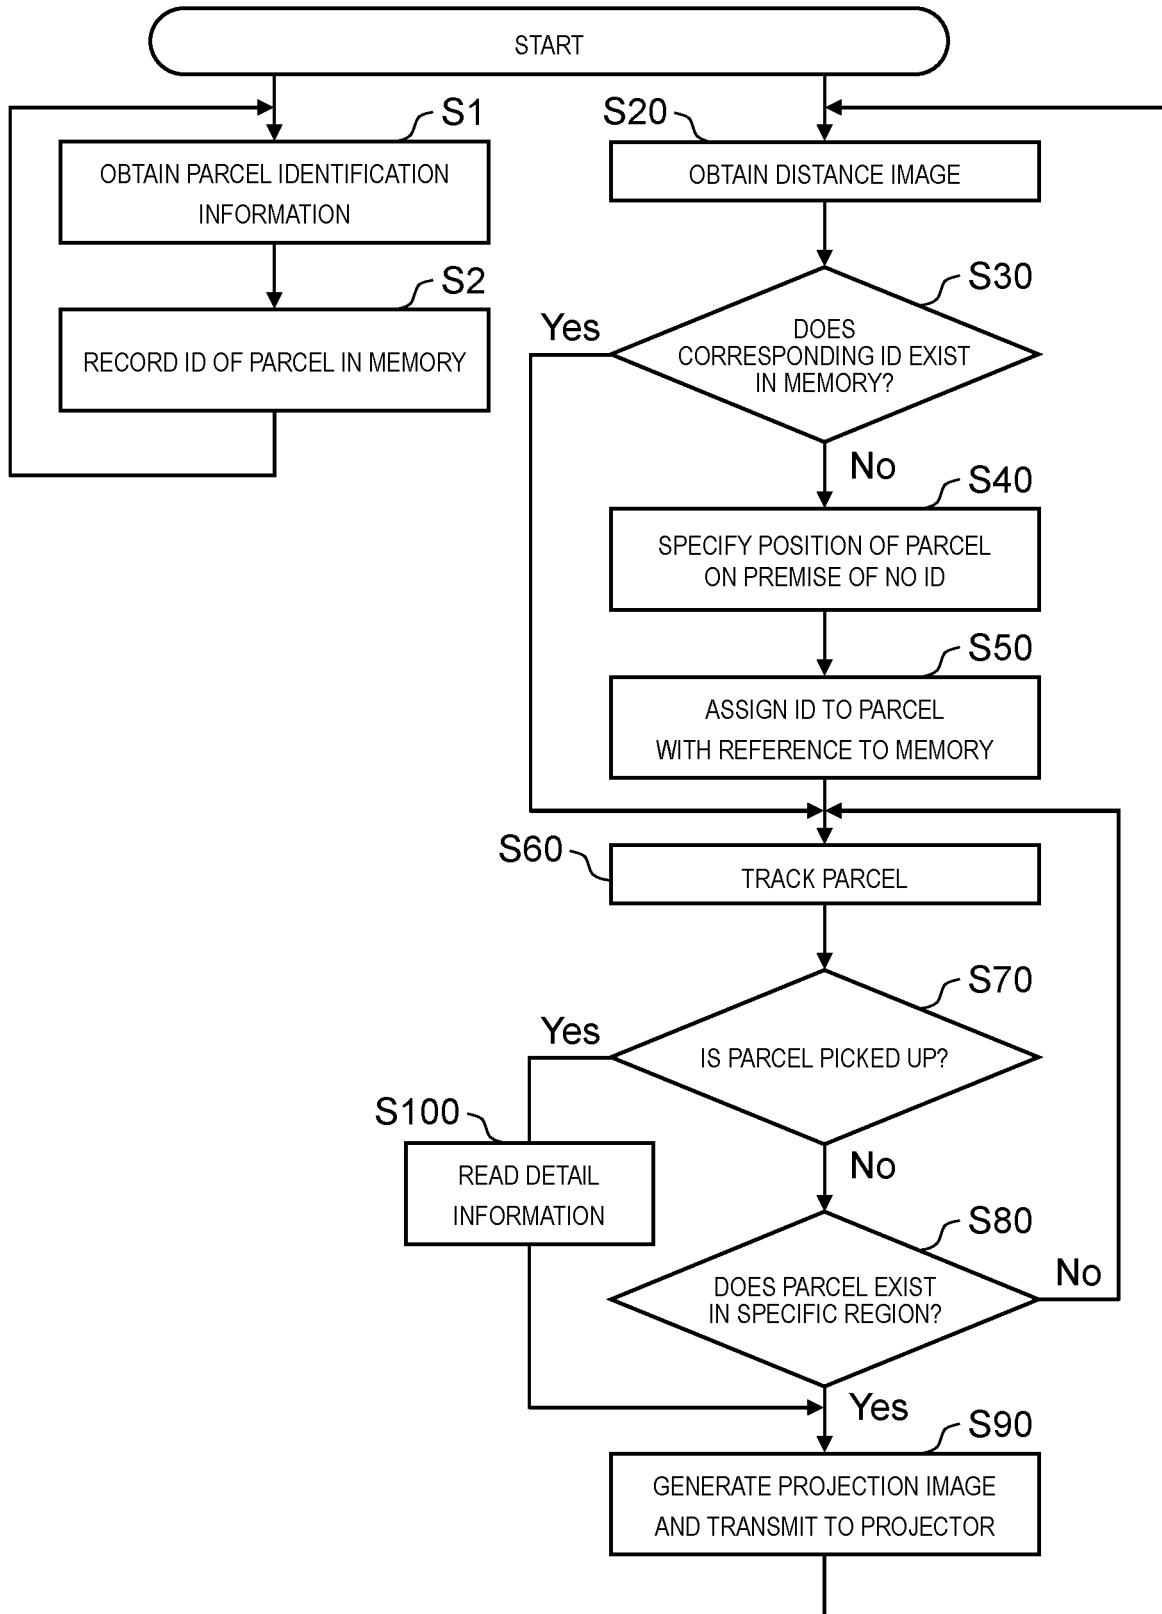 START
S1
OBTAIN PARCEL IDENTIFICATION
INFORMATION
S2
RECORD ID OF PARCEL IN MEMORY
S20
OBTAIN DISTANCE IMAGE
S30
Yes
DOES
CORRESPONDING ID EXIST
IN MEMORY?
No
S40
SPECIFY POSITION OF PARCEL
ON PREMISE OF NO ID
S50
ASSIGN ID TO PARCEL
WITH REFERENCE TO MEMORY
S60
TRACK PARCEL
S70
Yes
IS PARCEL PICKED UP?
S100
READ DETAIL
INFORMATION
No
S80
DOES PARCEL EXIST
IN SPECIFIC REGION?
No
Yes
S90
GENERATE PROJECTION IMAGE
AND TRANSMIT TO PROJECTOR